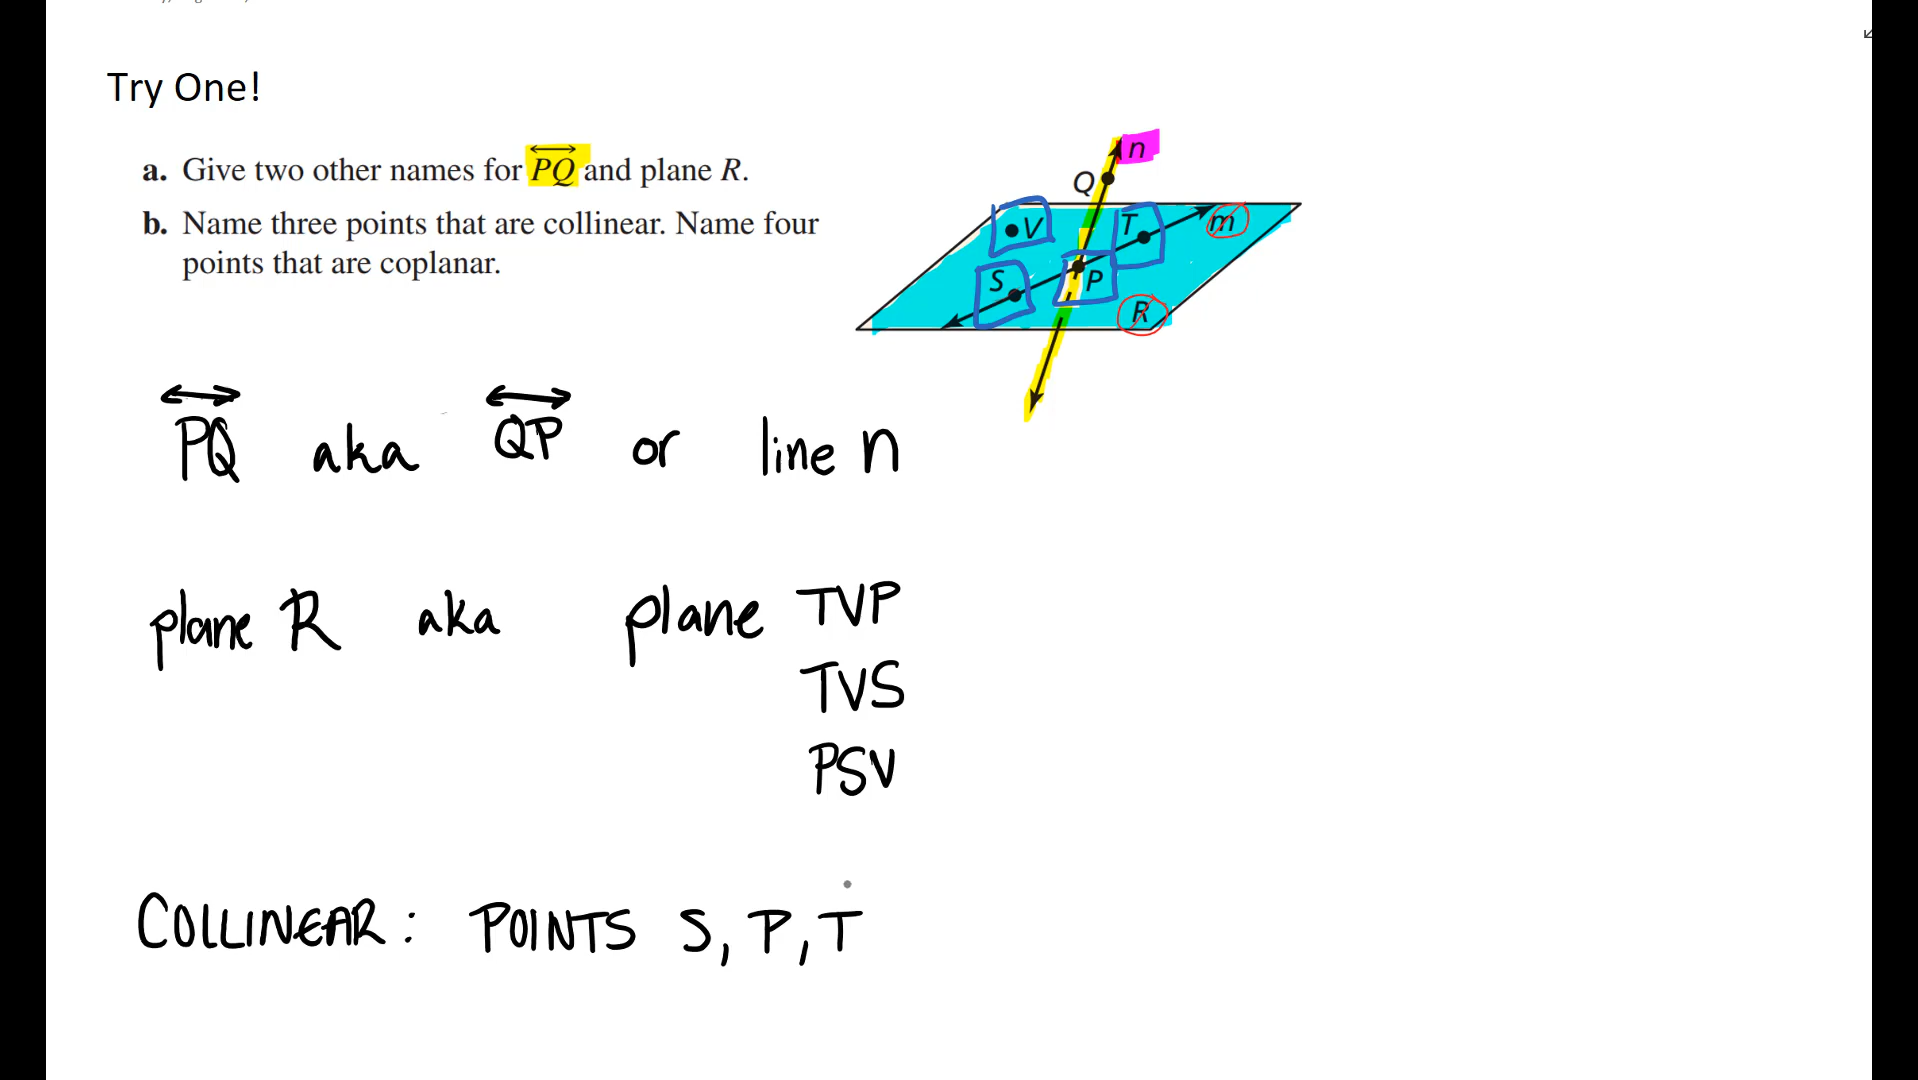 Try One!
a. Give two other names for PQ and plane R.
b. Name three points that are collinear. Name four
points that are coplanar.
n
Q
V
T
m
S
P
R
PQ aka QP or line n
plane R aka plane TVP
TVS
PSV
COLLINEAR: POINTS S, P, T